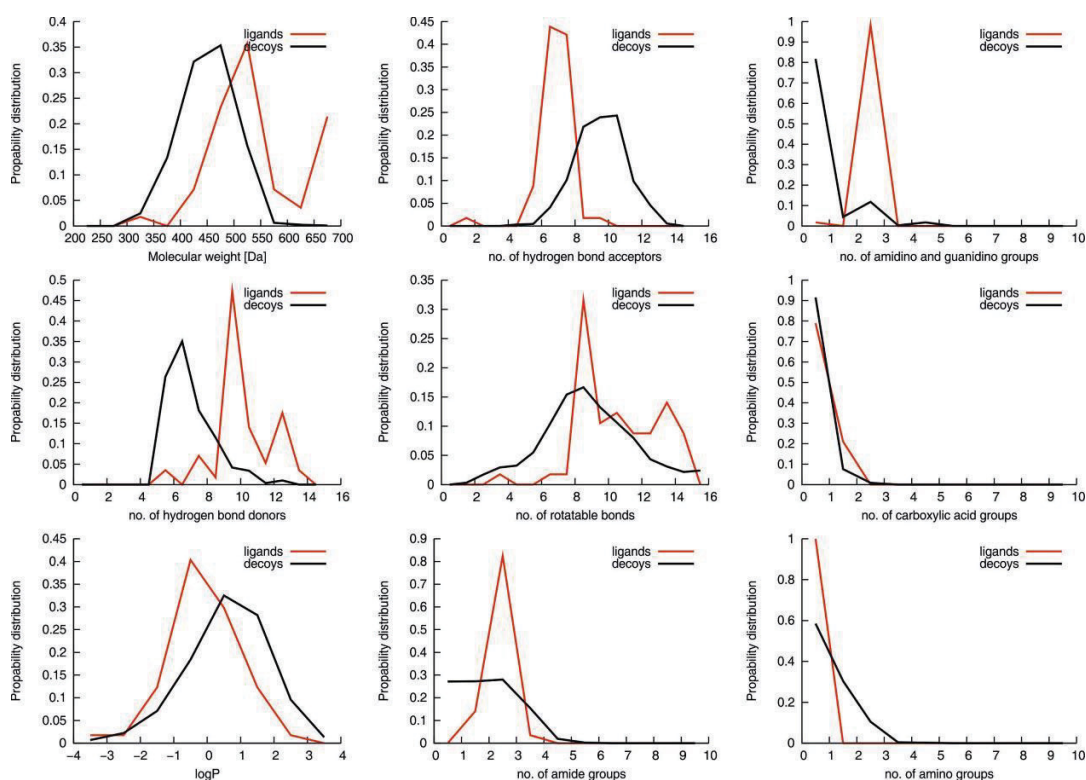 Propability distribution
0.4
0.35
0.3
0.25
0.2
0.15
0.1
0.05
0
ligands
decoys
200 250 300 350 400 450 500 550 600 650 700
Molecular weight [Da]
Propability distribution
0.45
0.4
0.35
0.3
0.25
0.2
0.15
0.1
0.05
0
ligands
decoys
0 2 4 6 8 10 12 14 16
no. of hydrogen bond acceptors
Propability distribution
1
0.9
0.8
0.7
0.6
0.5
0.4
0.3
0.2
0.1
0
ligands
decoys
0 1 2 3 4 5 6 7 8 9 10
no. of amidino and guanidino groups
Propability distribution
0.5
0.45
0.4
0.35
0.3
0.25
0.2
0.15
0.1
0.05
0
ligands
decoys
0 2 4 6 8 10 12 14 16
no. of hydrogen bond donors
Propability distribution
0.35
0.3
0.25
0.2
0.15
0.1
0.05
0
ligands
decoys
0 2 4 6 8 10 12 14 16
no. of rotatable bonds
Propability distribution
1
0.9
0.8
0.7
0.6
0.5
0.4
0.3
0.2
0.1
0
ligands
decoys
0 1 2 3 4 5 6 7 8 9 10
no. of carboxylic acid groups
Propability distribution
0.45
0.4
0.35
0.3
0.25
0.2
0.15
0.1
0.05
0
ligands
decoys
−4 −3 −2 −1 0 1 2 3 4
logP
Propability distribution
0.9
0.8
0.7
0.6
0.5
0.4
0.3
0.2
0.1
0
ligands
decoys
0 1 2 3 4 5 6 7 8 9 10
no. of amide groups
Propability distribution
1
0.8
0.6
0.4
0.2
0
ligands
decoys
0 1 2 3 4 5 6 7 8 9 10
no. of amino groups